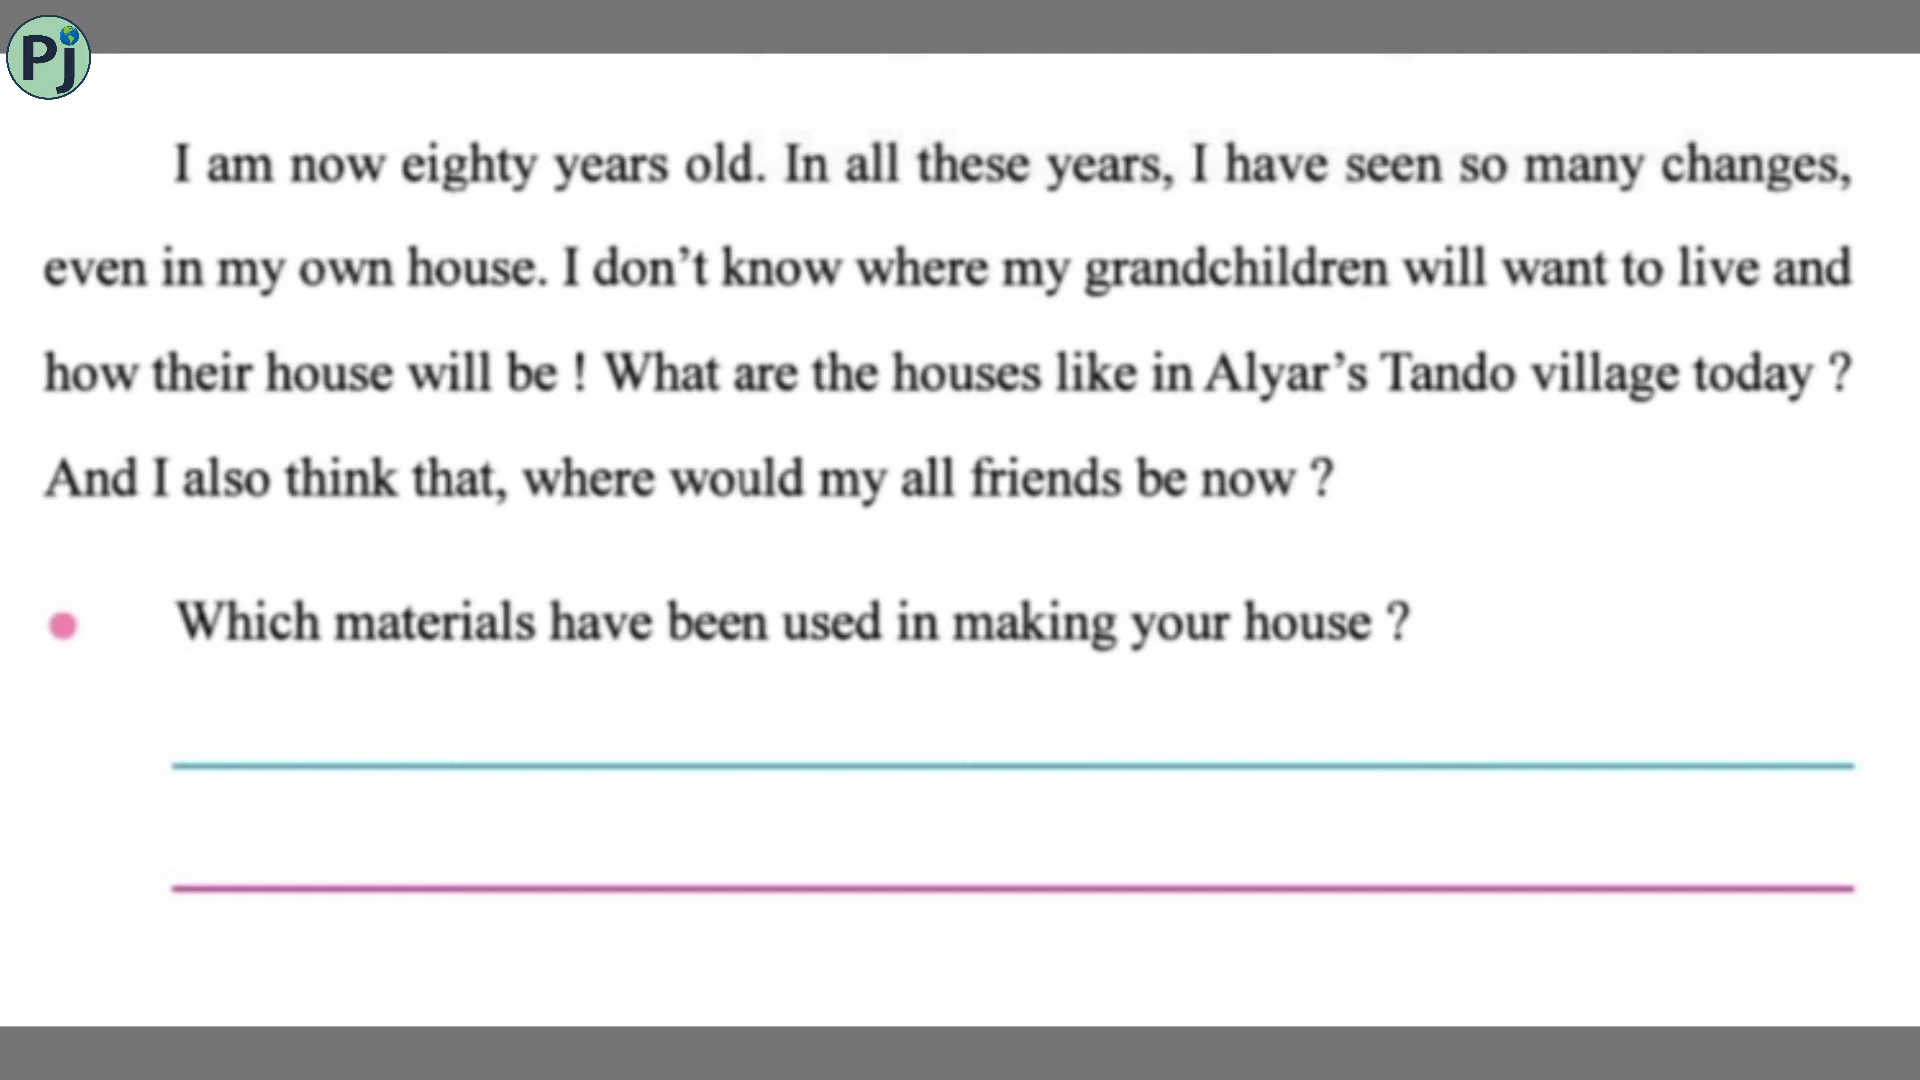 Pj
I am now eighty years old. In all these years, I have seen so many changes,
even in my own house. I don’t know where my grandchildren will want to live and
how their house will be ! What are the houses like in Alyar’s Tando village today ?
And I also think that, where would my all friends be now ?
Which materials have been used in making your house ?